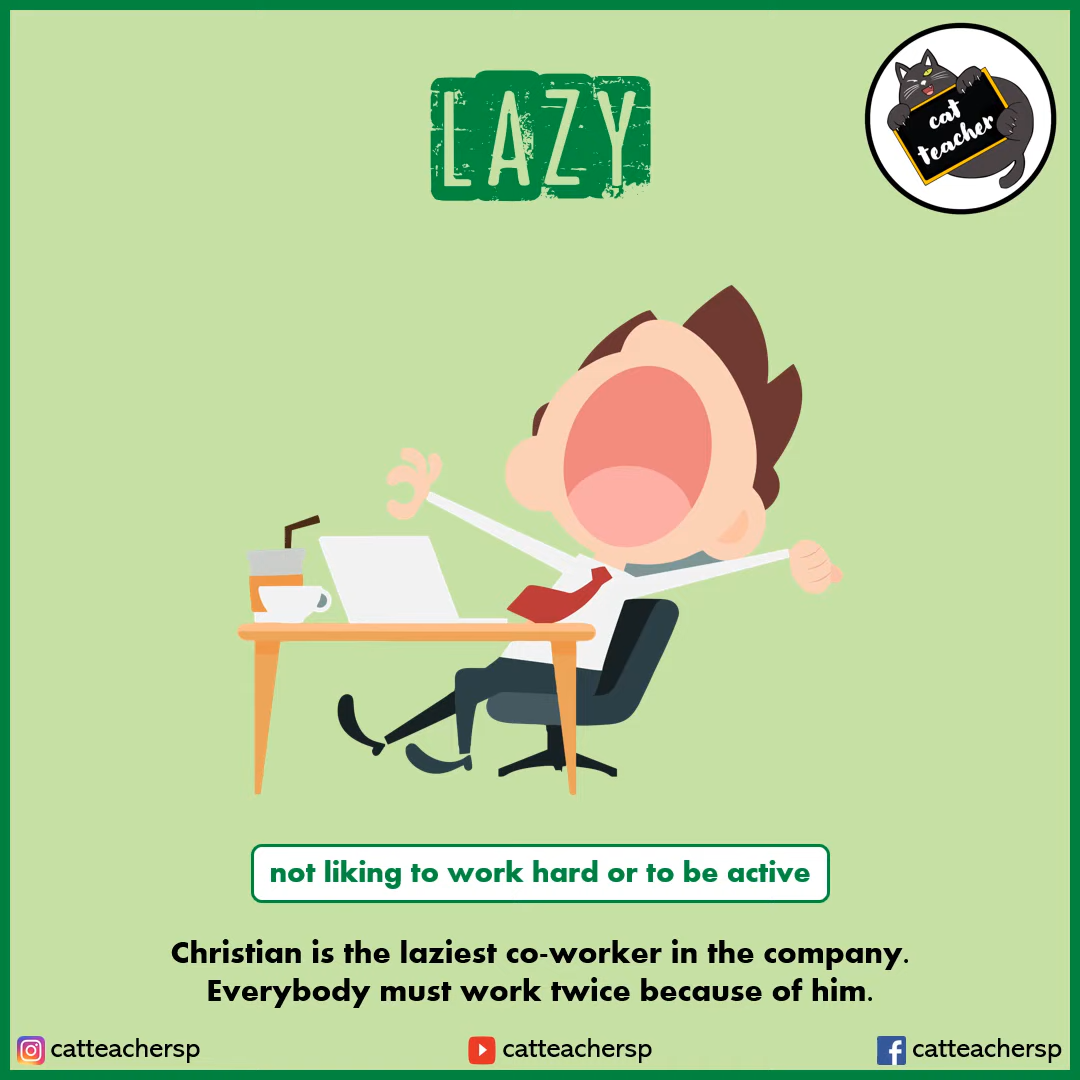 LAZY
cat
teacher
not liking to work hard or to be active
Christian is the laziest co-worker in the company.
Everybody must work twice because of him.
catteachersp
catteachersp
catteachersp